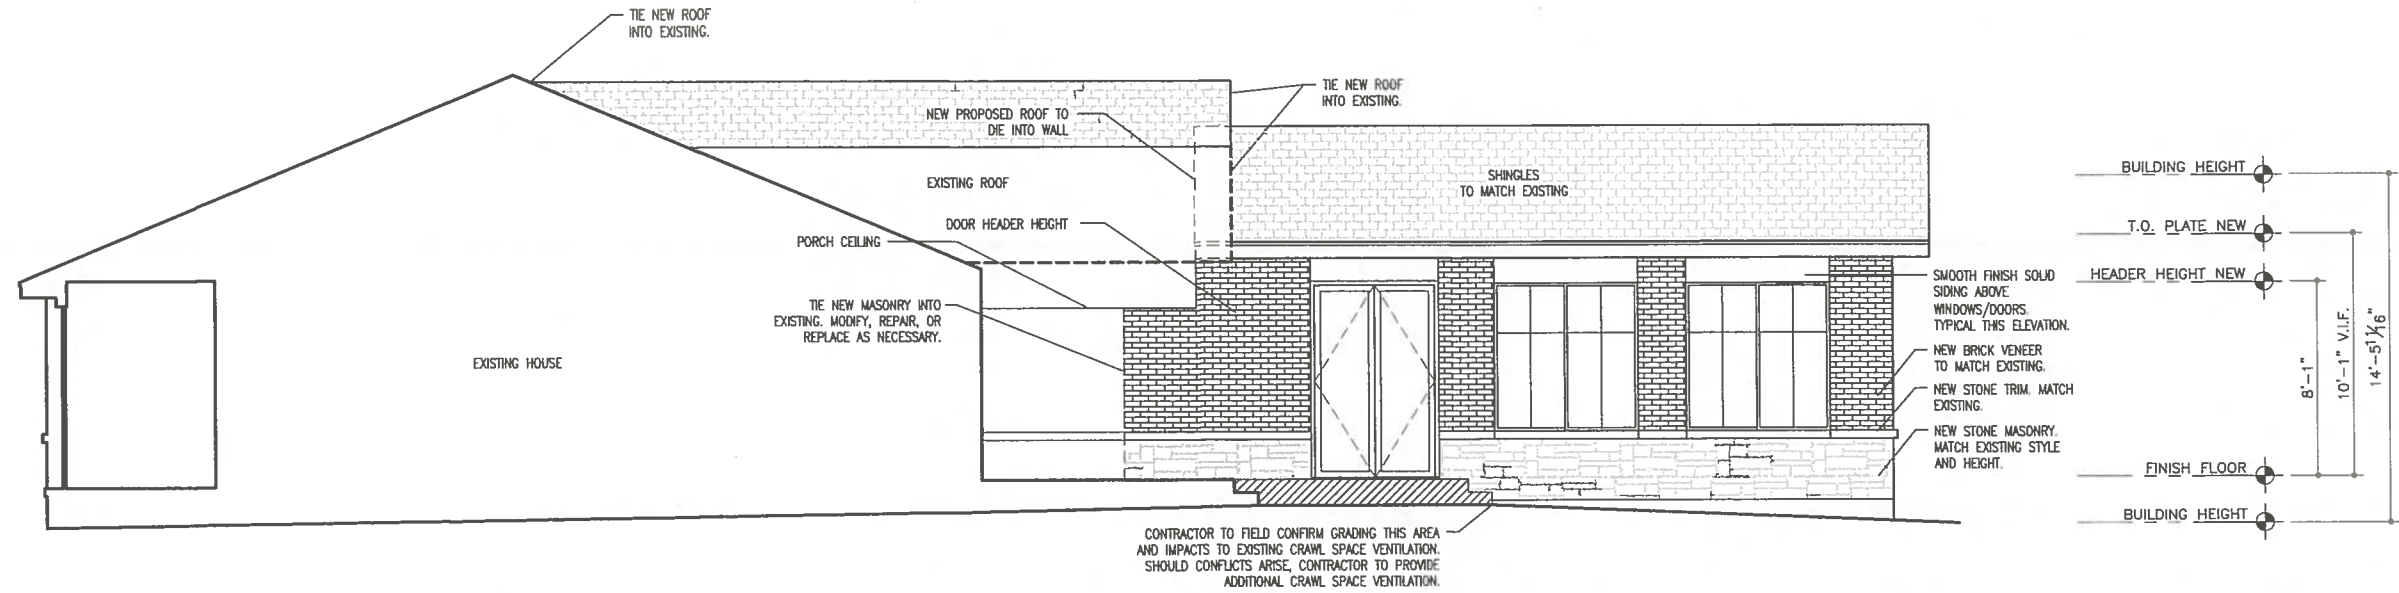 TIE NEW ROOF
INTO EXISTING.
TIE NEW ROOF
INTO EXISTING.
NEW PROPOSED ROOF TO
DIE INTO WALL
EXISTING ROOF
SHINGLES
TO MATCH EXISTING
DOOR HEADER HEIGHT
PORCH CEILING
TIE NEW MASONRY INTO
EXISTING. MODIFY, REPAIR, OR
REPLACE AS NECESSARY.
EXISTING HOUSE
SMOOTH FINISH SOLID
SIDING ABOVE
WINDOWS/DOORS.
TYPICAL THIS ELEVATION.
NEW BRICK VENEER
TO MATCH EXISTING.
NEW STONE TRIM. MATCH
EXISTING.
NEW STONE MASONRY.
MATCH EXISTING STYLE
AND HEIGHT.
CONTRACTOR TO FIELD CONFIRM GRADING THIS AREA
AND IMPACTS TO EXISTING CRAWL SPACE VENTILATION.
SHOULD CONFLICTS ARISE, CONTRACTOR TO PROVIDE
ADDITIONAL CRAWL SPACE VENTILATION.
BUILDING HEIGHT
T.O. PLATE NEW
HEADER HEIGHT NEW
FINISH FLOOR
BUILDING HEIGHT
8'-1"
10'-1" V.I.F.
14'-5 1/16"